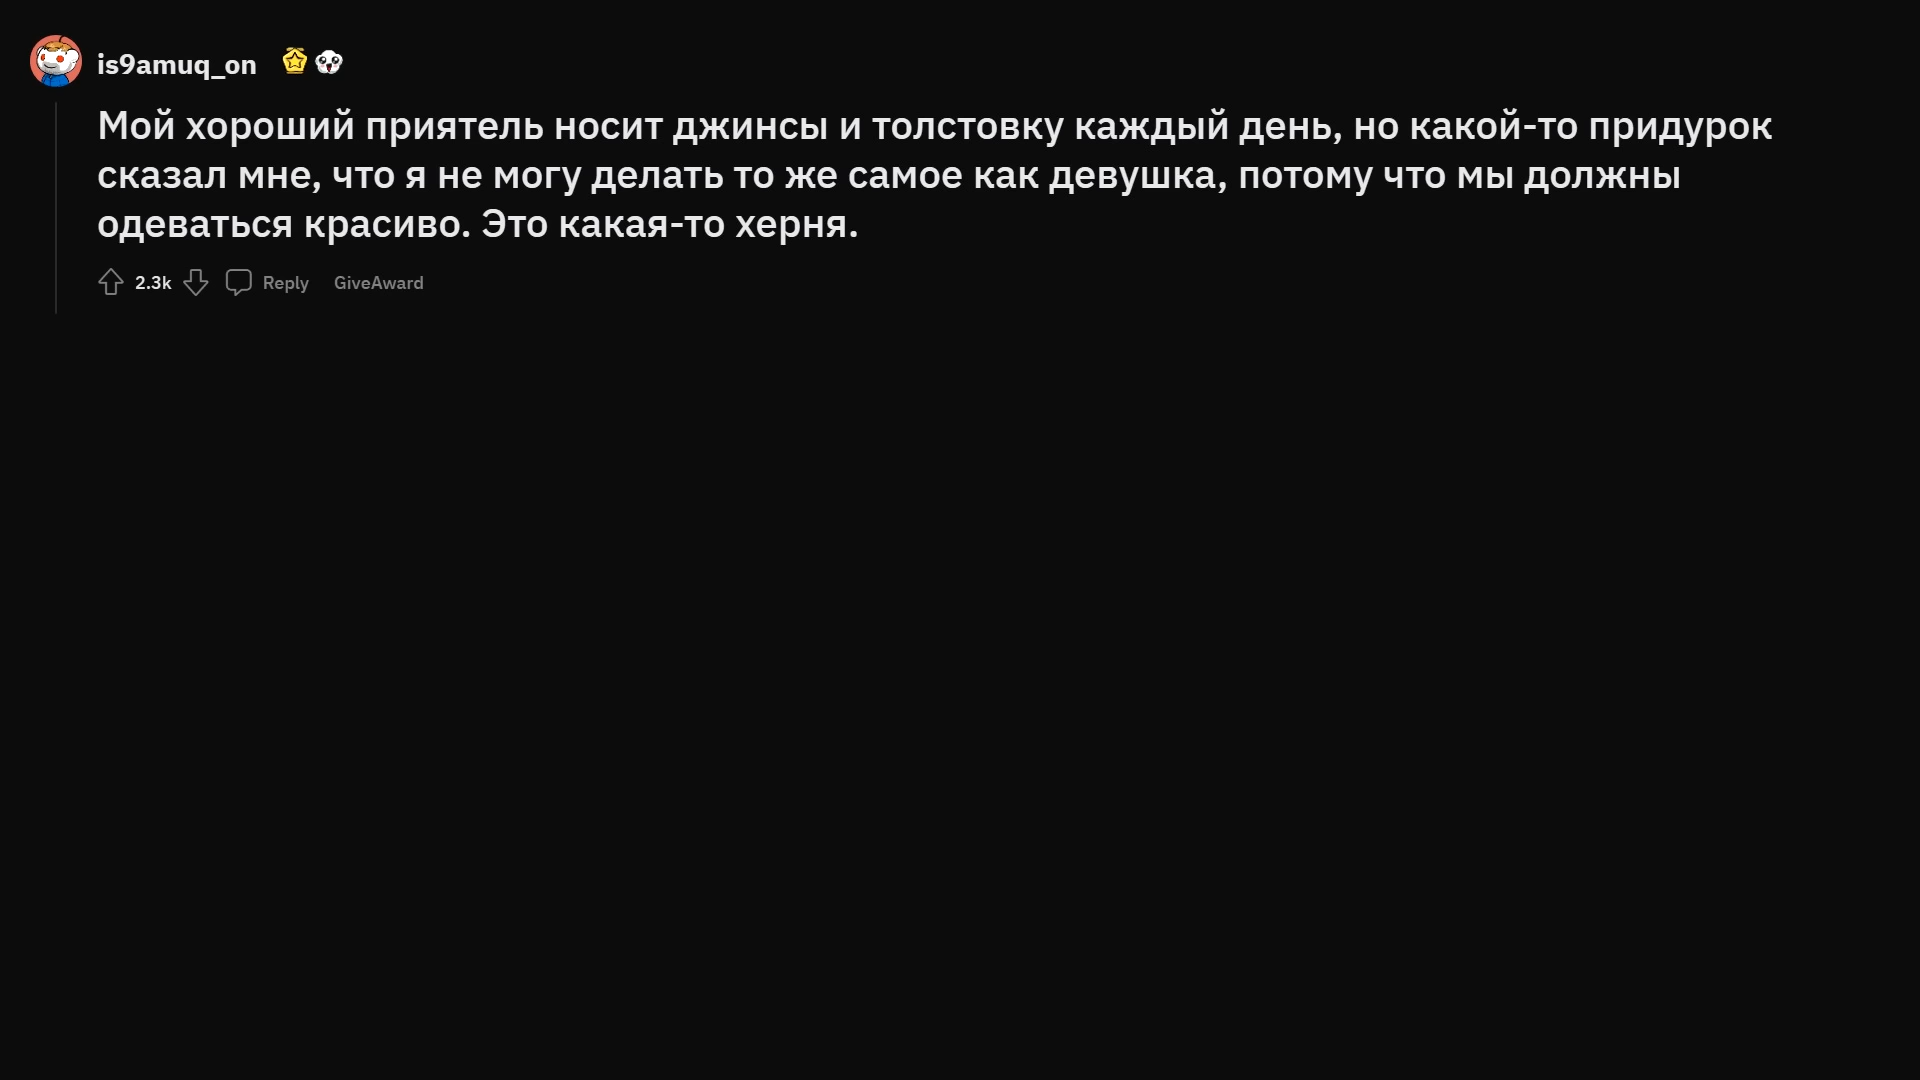 is9amuq_on
Мой хороший приятель носит джинсы и толстовку каждый день, но какой-то придурок
сказал мне, что я не могу делать то же самое как девушка, потому что мы должны
одеваться красиво. Это какая-то херня.
2.3k Reply GiveAward